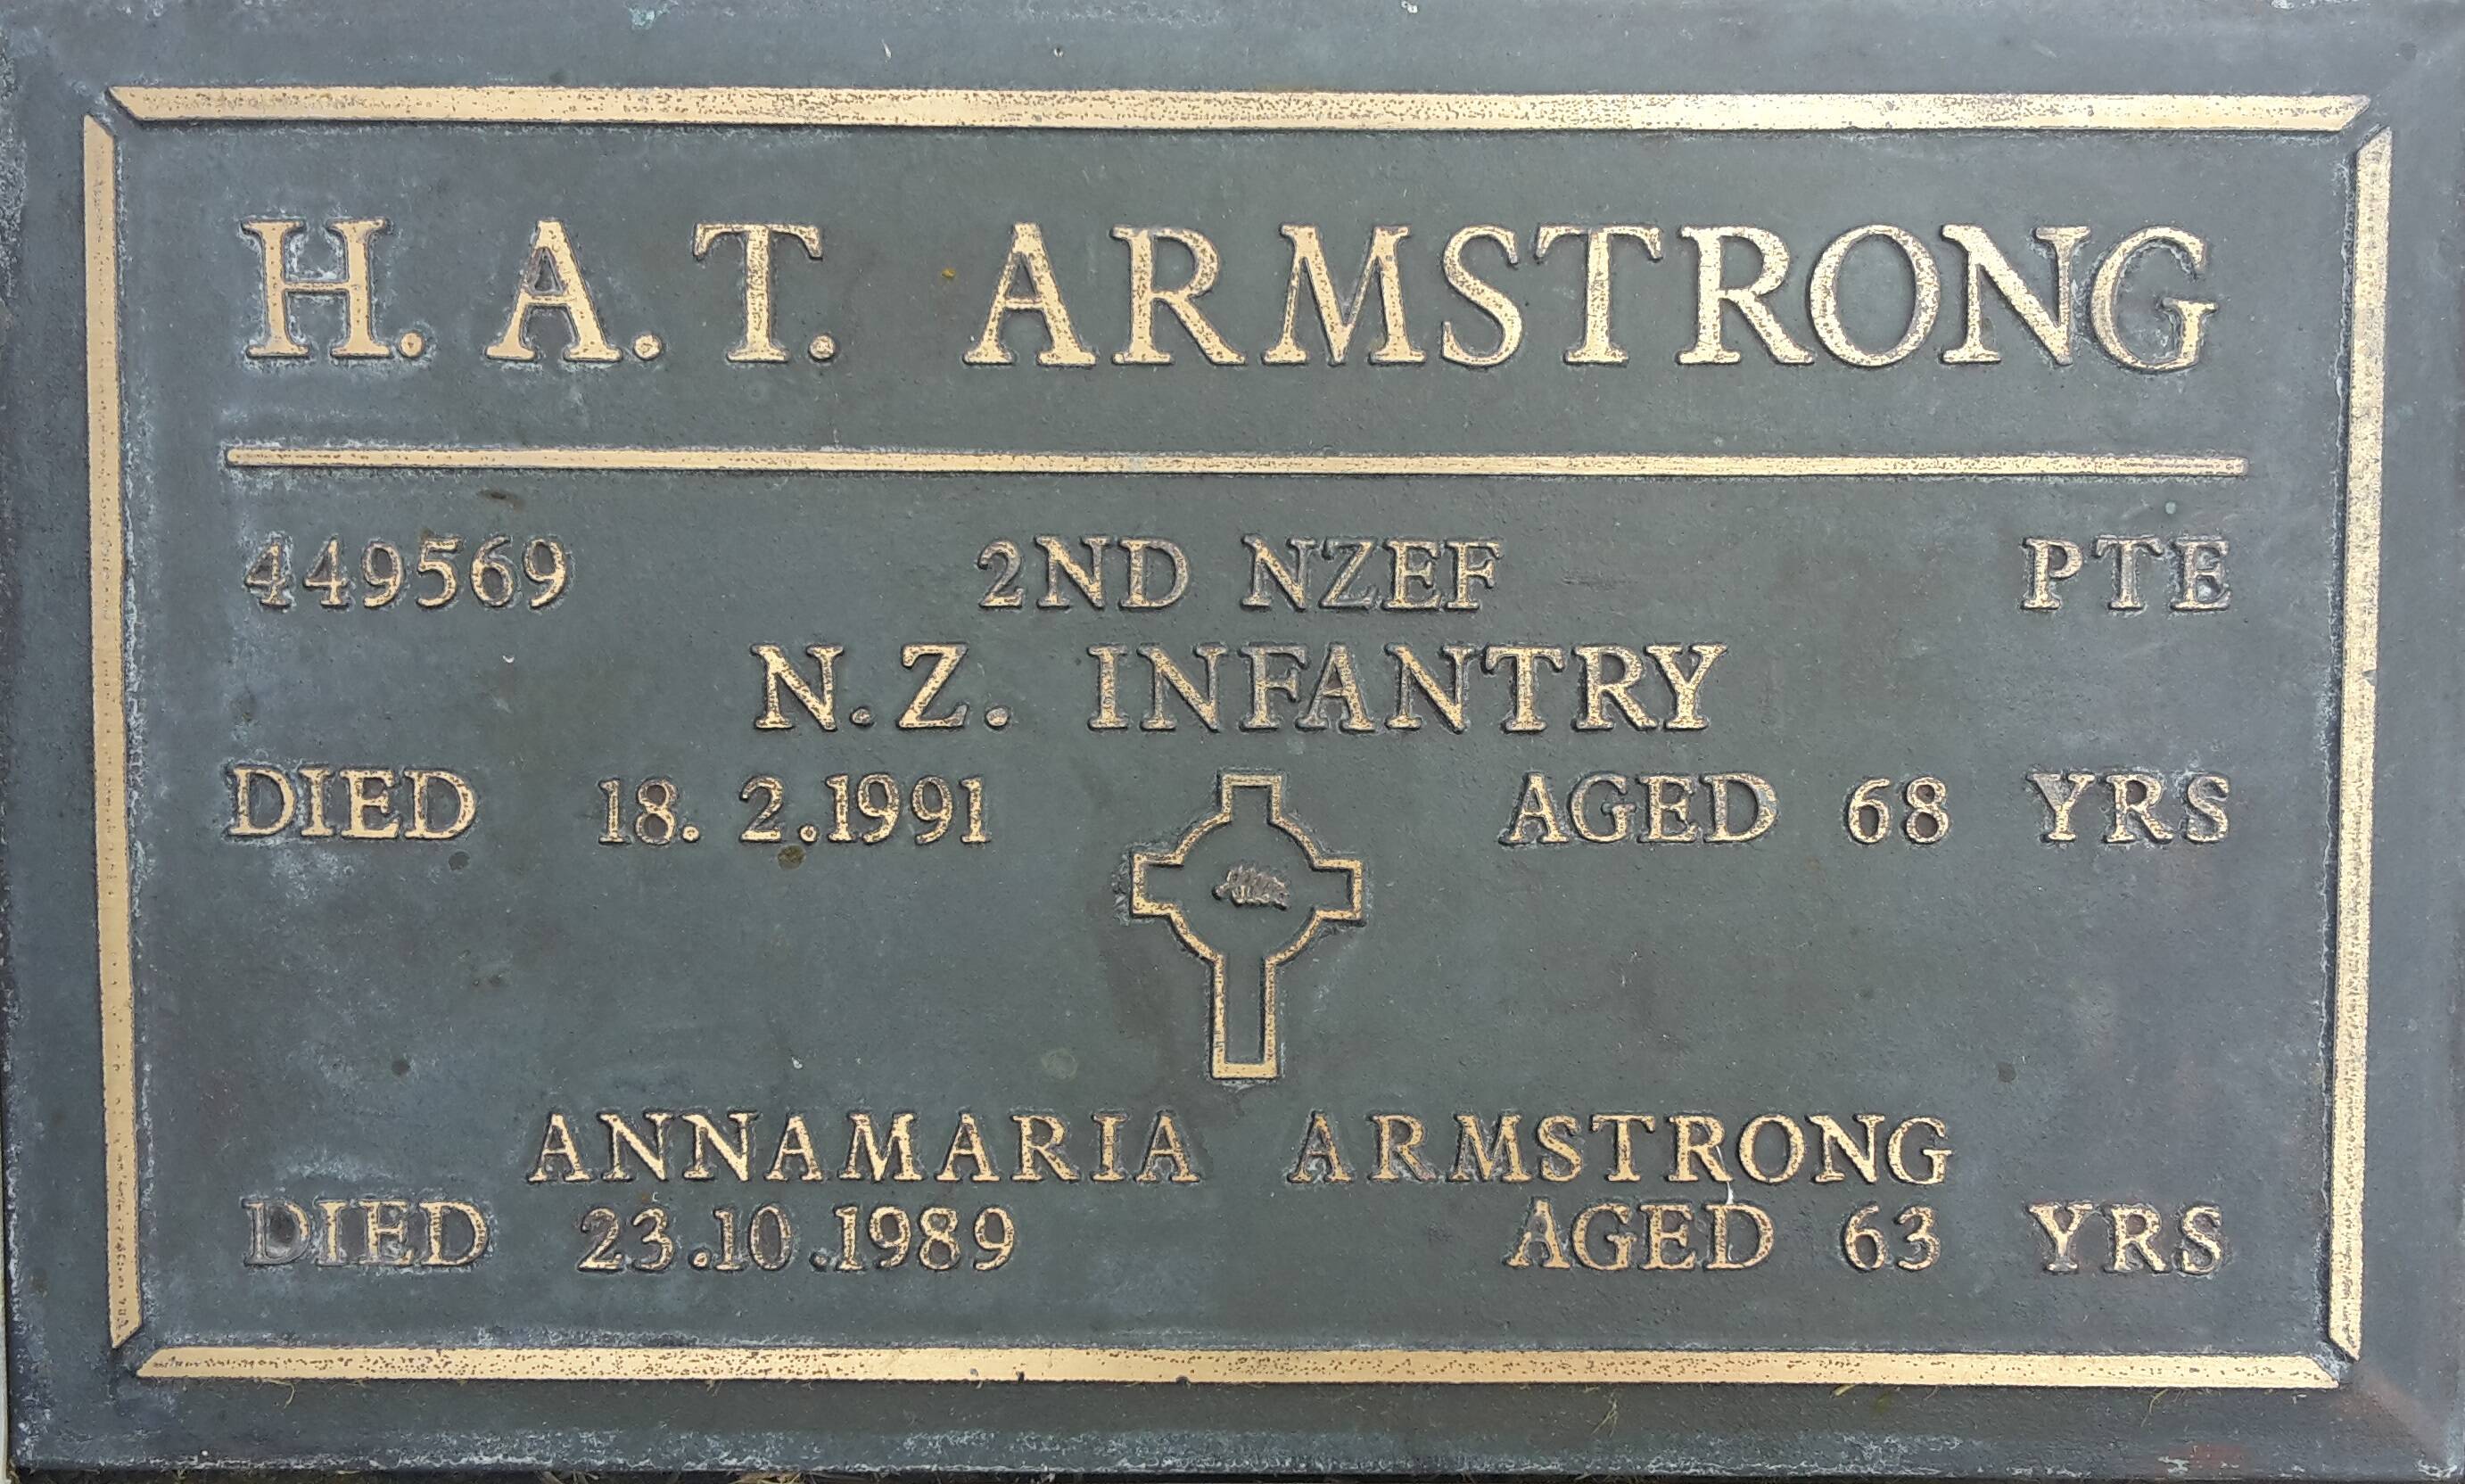 H. A. T. ARMSTRONG
449569 2ND NZEF PTE
N.Z. INFANTRY
DIED 18. 2.1991 AGED 68 YRS
ANNAMARIA ARMSTRONG
DIED 23.10.1989 AGED 63 YRS